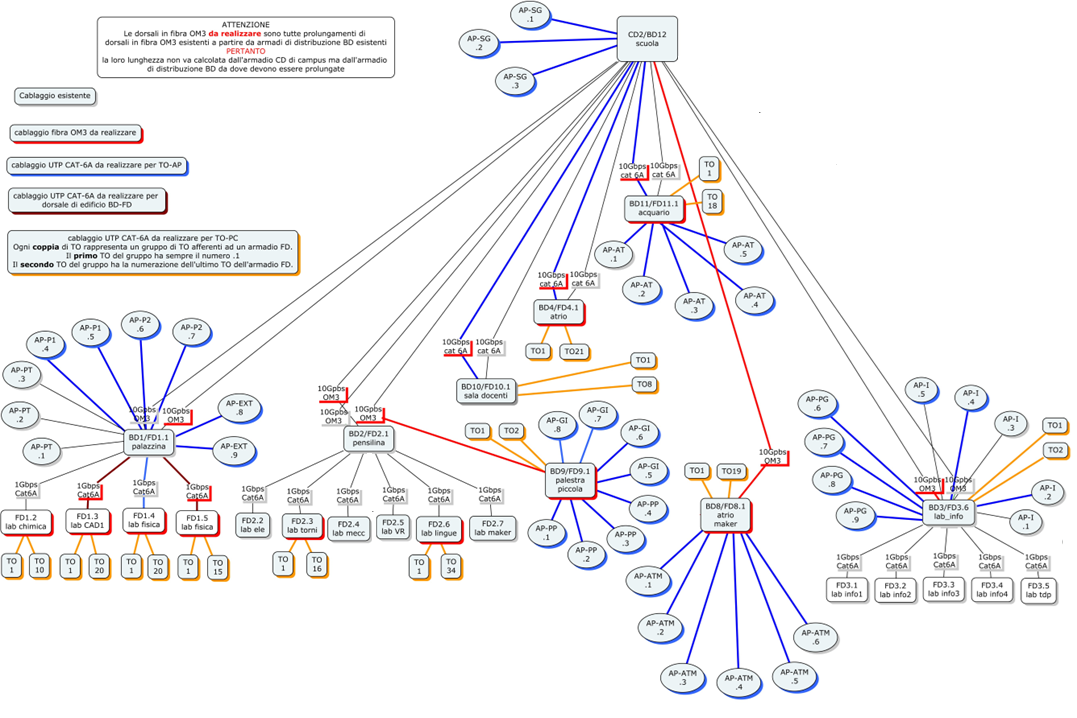 ATTENZIONE
Le dorsali in fibra OM3 da realizzare sono tutte prolungamenti di
dorsali in fibra OM3 esistenti a partire da armadi di distribuzione BD esistenti
PERTANTO
la loro lunghezza non va calcolata dall'armadio CD di campus ma dall'armadio
di distribuzione BD da dove devono essere prolungate
Cablaggio esistente
cablaggio fibra OM3 da realizzare
cablaggio UTP CAT-6A da realizzare per TO-AP
cablaggio UTP CAT-6A da realizzare per
dorsale di edificio BD-FD
cablaggio UTP CAT-6A da realizzare per TO-PC
Ogni coppia di TO rappresenta un gruppo di TO afferenti ad un armadio FD.
Il primo TO del gruppo ha sempre il numero .1
Il secondo TO del gruppo ha la numerazione dell'ultimo TO dell'armadio FD.
AP-SG
.1
AP-SG
.2
AP-SG
.3
CD2/BD12
scuola
10Gbps
cat 6A
10Gbps
cat 6A
TO
1
TO
18
BD11/FD11.1
acquario
AP-AT
.1
AP-AT
.2
AP-AT
.3
AP-AT
.4
AP-AT
.5
10Gbps
cat 6A
10Gbps
cat 6A
BD4/FD4.1
atrio
TO1
TO21
10Gbps
cat 6A
10Gbps
cat 6A
BD10/FD10.1
sala docenti
TO1
TO8
AP-P1
.4
AP-P1
.5
AP-P2
.6
AP-P2
.7
AP-PT
.3
AP-PT
.2
AP-PT
.1
AP-EXT
.8
AP-EXT
.9
10Gbps
OM3
10Gbps
OM3
BD1/FD1.1
palazzina
1Gbps
Cat6A
1Gbps
Cat6A
1Gbps
Cat6A
1Gbps
Cat6A
FD1.2
lab chimica
FD1.3
lab CAD1
FD1.4
lab fisica
FD1.5
lab fisica
TO
1
TO
10
TO
1
TO
20
TO
1
TO
20
TO
1
TO
15
10Gbps
OM3
10Gbps
OM3
10Gbps
OM3
BD2/FD2.1
pensilina
1Gbps
Cat6A
1Gbps
Cat6A
1Gbps
Cat6A
1Gbps
Cat6A
1Gbps
Cat6A
1Gbps
Cat6A
FD2.2
lab ele
FD2.3
lab torni
FD2.4
lab mecc
FD2.5
lab VR
FD2.6
lab lingue
FD2.7
lab maker
TO
1
TO
16
TO
1
TO
34
TO1
TO2
AP-GI
.8
AP-GI
.7
AP-GI
.6
AP-GI
.5
AP-PP
.4
AP-PP
.3
AP-PP
.2
AP-PP
.1
BD9/FD9.1
palestra
piccola
TO1
TO19
10Gbps
OM3
BD8/FD8.1
atrio
maker
AP-ATM
.1
AP-ATM
.2
AP-ATM
.3
AP-ATM
.4
AP-ATM
.5
AP-ATM
.6
AP-PG
.6
AP-PG
.7
AP-PG
.8
AP-PG
.9
AP-I
.5
AP-I
.4
AP-I
.3
TO1
TO2
AP-I
.2
AP-I
.1
10Gbps
OM3
10Gbps
OM3
BD3/FD3.6
lab_info
1Gbps
Cat6A
1Gbps
Cat6A
1Gbps
Cat6A
1Gbps
Cat6A
1Gbps
Cat6A
FD3.1
lab info1
FD3.2
lab info2
FD3.3
lab info3
FD3.4
lab info4
FD3.5
lab tdp